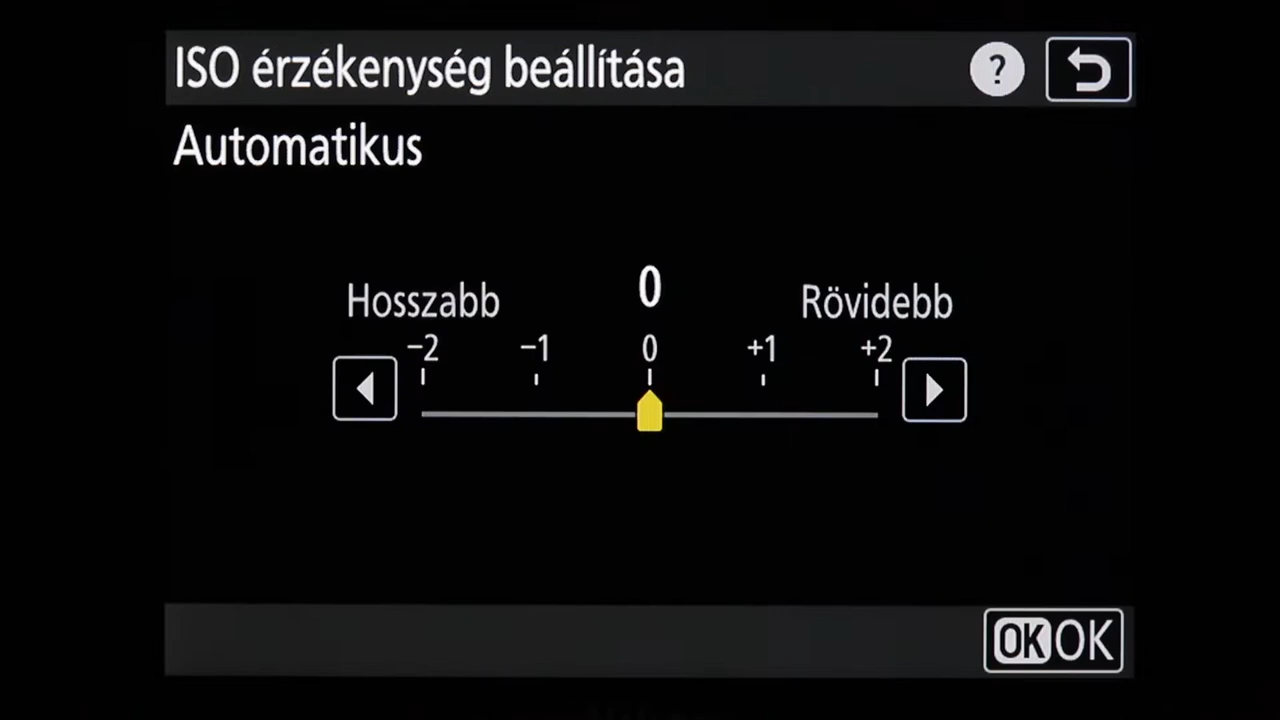 ISO érzékenység beállítása ?
Automatikus
0
Hosszabb Rövidebb
−2 −1 0 +1 +2
OK OK